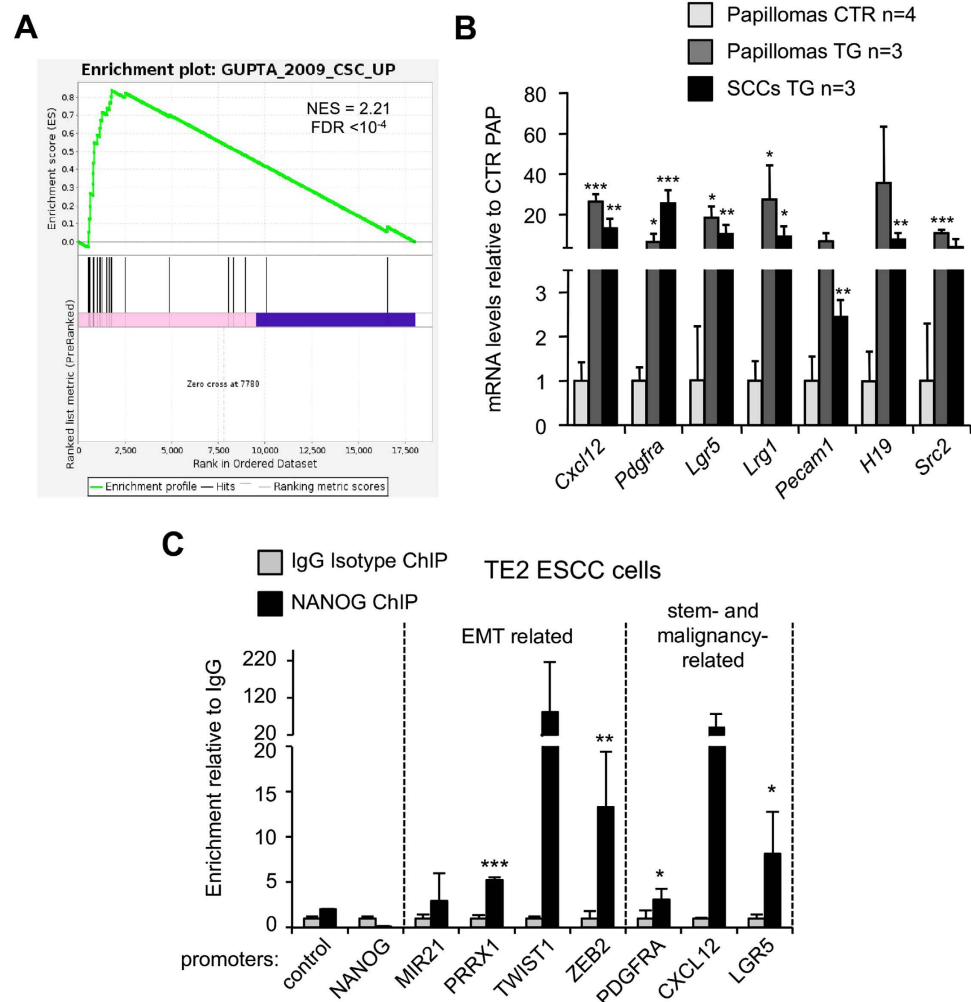 A
Enrichment plot: GUPTA_2009_CSC_UP
NES = 2.21
FDR <10-4
Enrichment score (ES)
0.8
0.7
0.6
0.5
0.4
0.3
0.2
0.1
0.0
Ranked list metric (PreRanked)
Zero cross at 7780
0 2,500 5,000 7,500 10,000 12,500 15,000 17,500
Rank in Ordered Dataset
Enrichment profile Hits Ranking metric scores
B
Papillomas CTR n=4
Papillomas TG n=3
SCCs TG n=3
mRNA levels relative to CTR PAP
80
60
40
20
3
2
1
0
*** ** * *** * ** * * ** ** ***
Cxcl12 Pdgfra Lgr5 Lrg1 Pecam1 H19 Src2
C
IgG Isotype ChIP
NANOG ChIP
TE2 ESCC cells
EMT related
stem- and
malignancy-
related
Enrichment relative to IgG
220
120
20
20
15
10
5
0
*** ** * *
promoters: control NANOG MIR21 PRRX1 TWIST1 ZEB2 PDGFRA CXCL12 LGR5